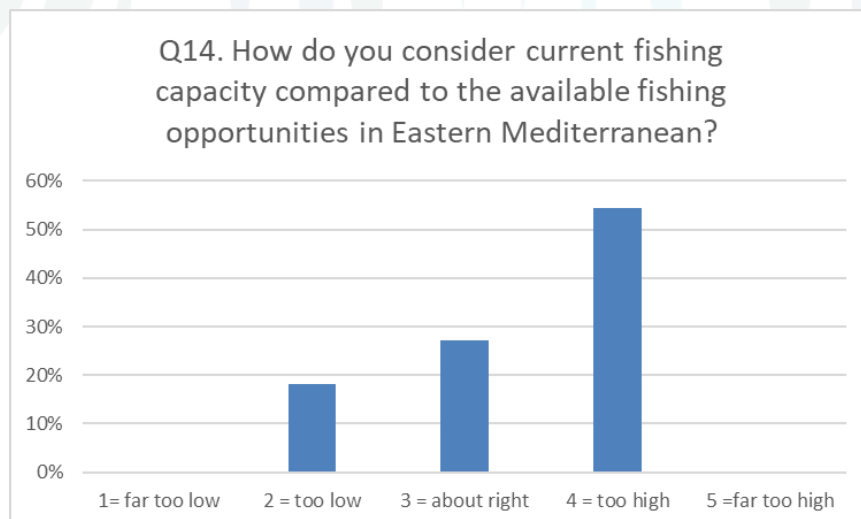 Q14. How do you consider current fishing
capacity compared to the available fishing
opportunities in Eastern Mediterranean?
60%
50%
40%
30%
20%
10%
0%
1= far too low 2 = too low 3 = about right 4 = too high 5 =far too high